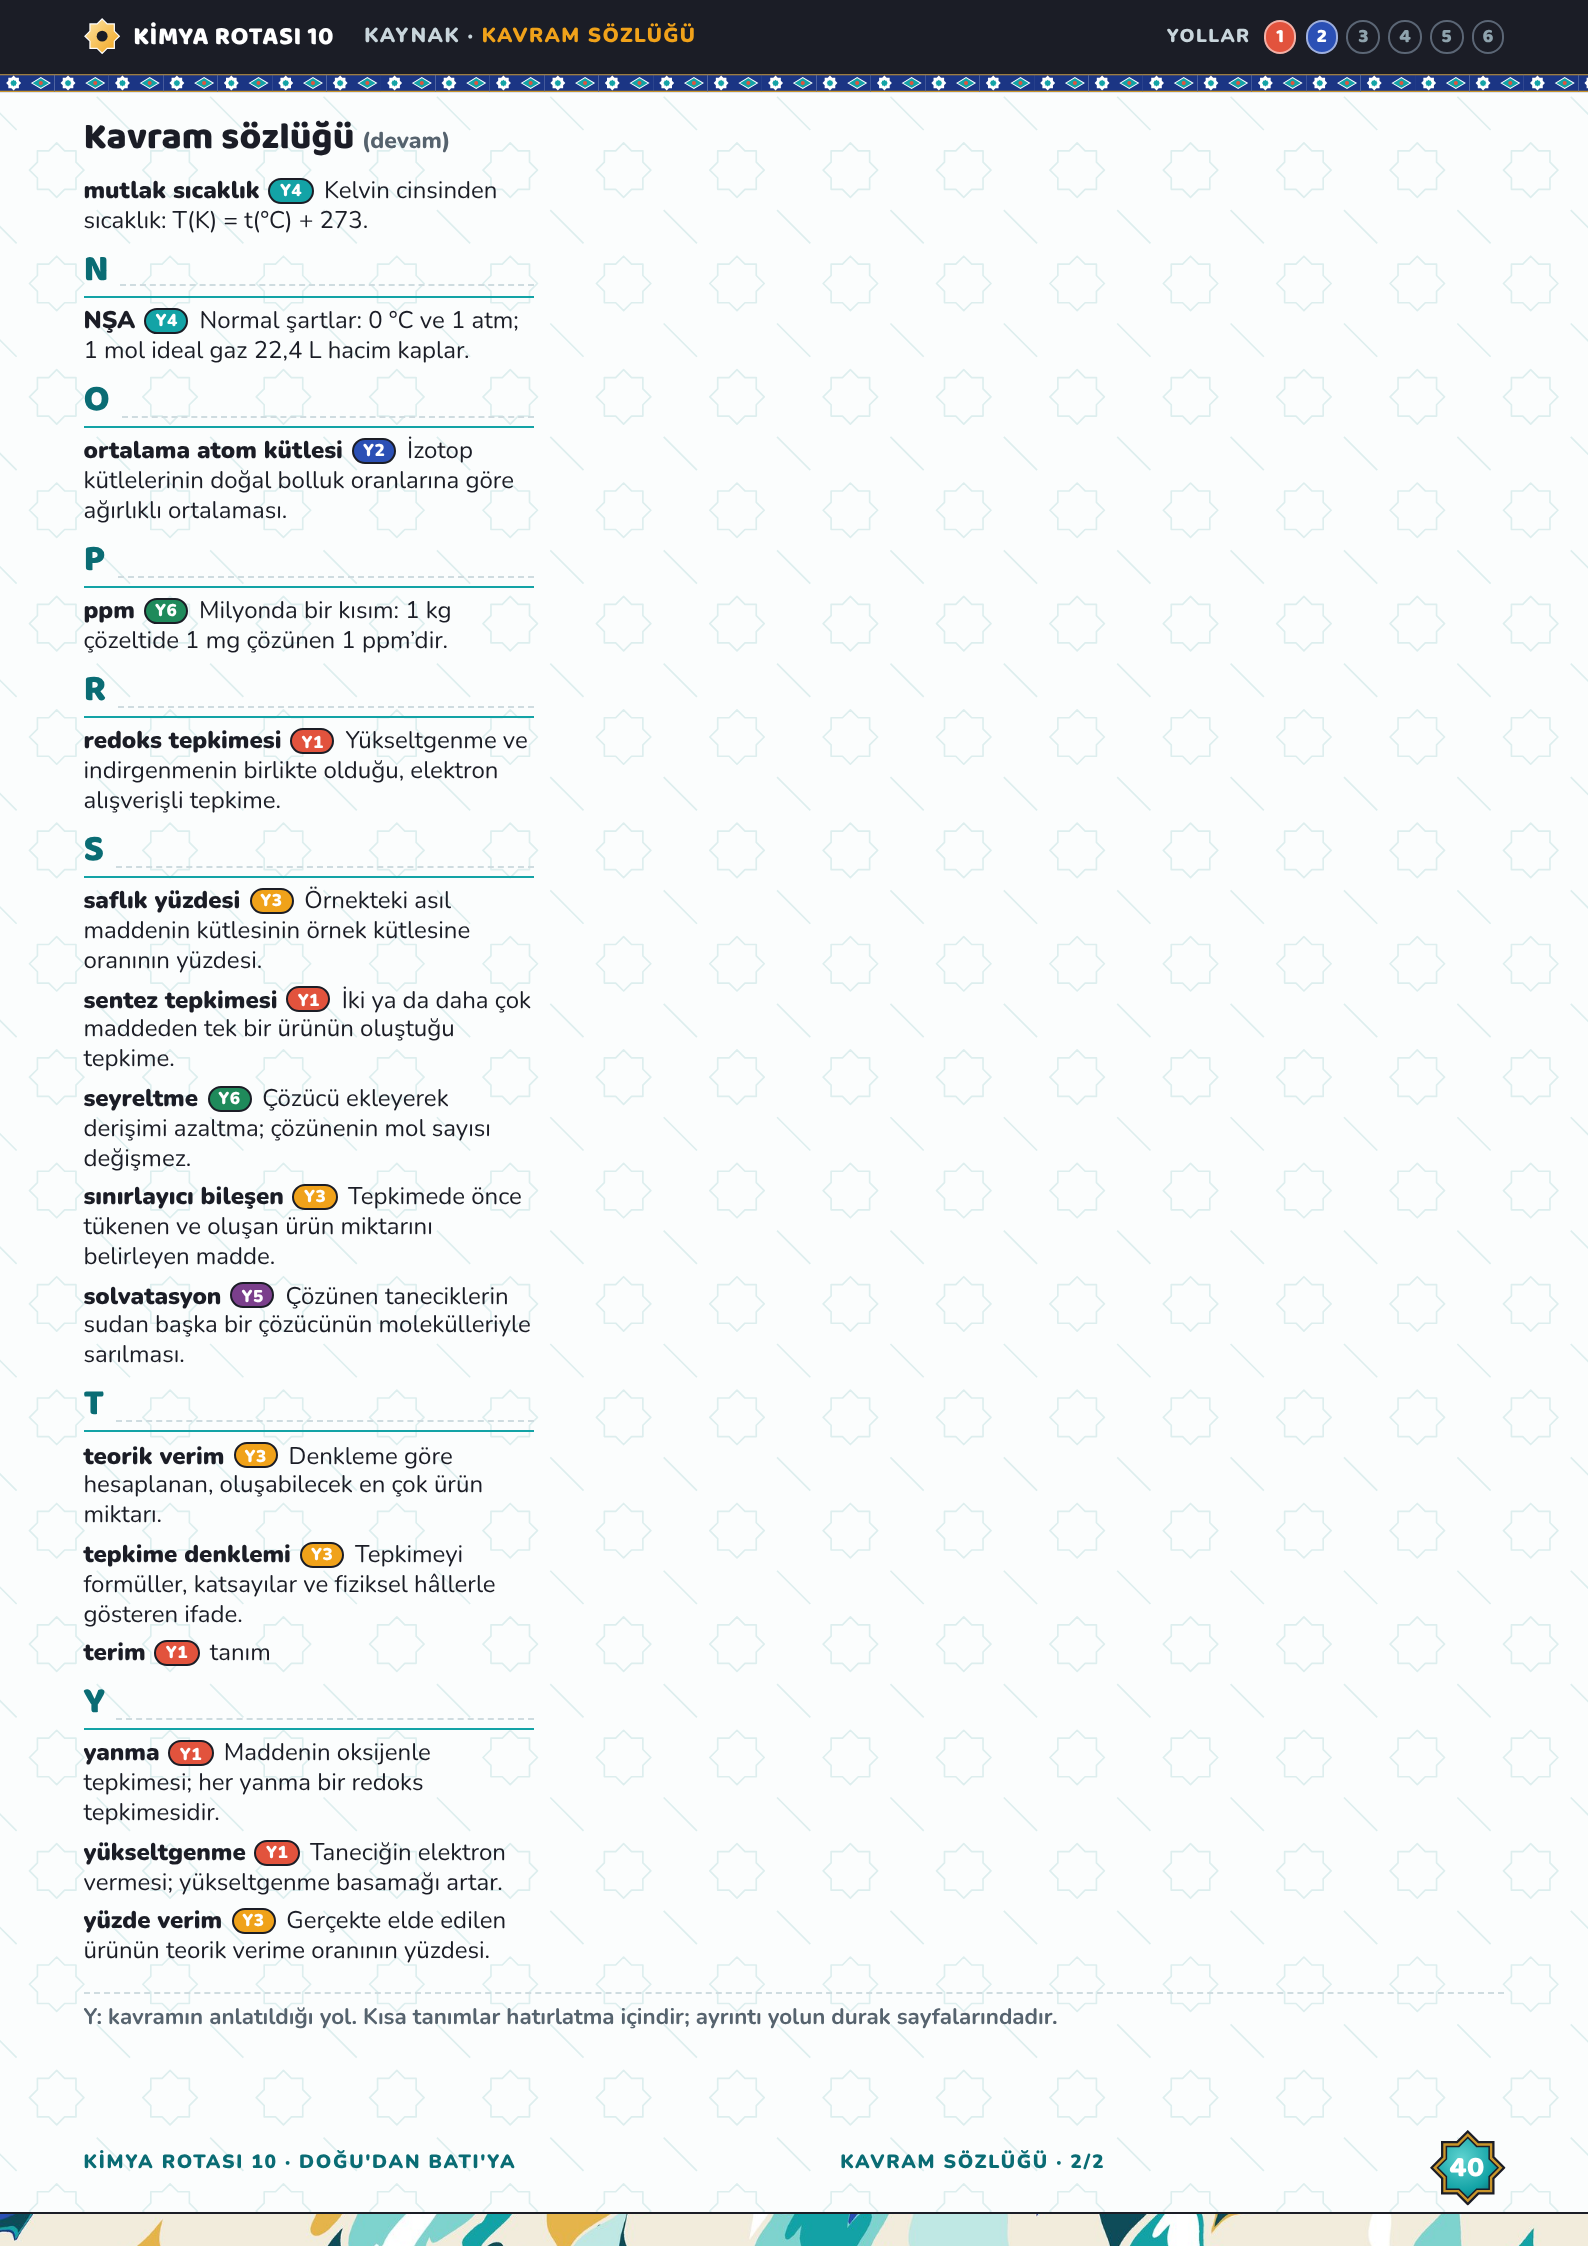 KİMYA ROTASI 10 KAYNAK · KAVRAM SÖZLÜĞÜ YOLLAR 1 2 3 4 5 6
Kavram sözlüğü (devam)
mutlak sıcaklık Y4 Kelvin cinsinden
sıcaklık: T(K) = t(°C) + 273.
N
NŞA Y4 Normal şartlar: 0 °C ve 1 atm;
1 mol ideal gaz 22,4 L hacim kaplar.
O
ortalama atom kütlesi Y2 İzotop
kütlelerinin doğal bolluk oranlarına göre
ağırlıklı ortalaması.
P
ppm Y6 Milyonda bir kısım: 1 kg
çözeltide 1 mg çözünen 1 ppm’dir.
R
redoks tepkimesi Y1 Yükseltgenme ve
indirgenmenin birlikte olduğu, elektron
alışverişli tepkime.
S
saflık yüzdesi Y3 Örnekteki asıl
maddenin kütlesinin örnek kütlesine
oranının yüzdesi.
sentez tepkimesi Y1 İki ya da daha çok
maddeden tek bir ürünün oluştuğu
tepkime.
seyreltme Y6 Çözücü ekleyerek
derişimi azaltma; çözünenin mol sayısı
değişmez.
sınırlayıcı bileşen Y3 Tepkimede önce
tükenen ve oluşan ürün miktarını
belirleyen madde.
solvatasyon Y5 Çözünen taneciklerin
sudan başka bir çözücünün molekülleriyle
sarılması.
T
teorik verim Y3 Denkleme göre
hesaplanan, oluşabilecek en çok ürün
miktarı.
tepkime denklemi Y3 Tepkimeyi
formüller, katsayılar ve fiziksel hâllerle
gösteren ifade.
terim Y1 tanım
Y
yanma Y1 Maddenin oksijenle
tepkimesi; her yanma bir redoks
tepkimesidir.
yükseltgenme Y1 Taneciğin elektron
vermesi; yükseltgenme basamağı artar.
yüzde verim Y3 Gerçekte elde edilen
ürünün teorik verime oranının yüzdesi.
Y: kavramın anlatıldığı yol. Kısa tanımlar hatırlatma içindir; ayrıntı yolun durak sayfalarındadır.
KİMYA ROTASI 10 · DOĞU'DAN BATI'YA KAVRAM SÖZLÜĞÜ · 2/2 40